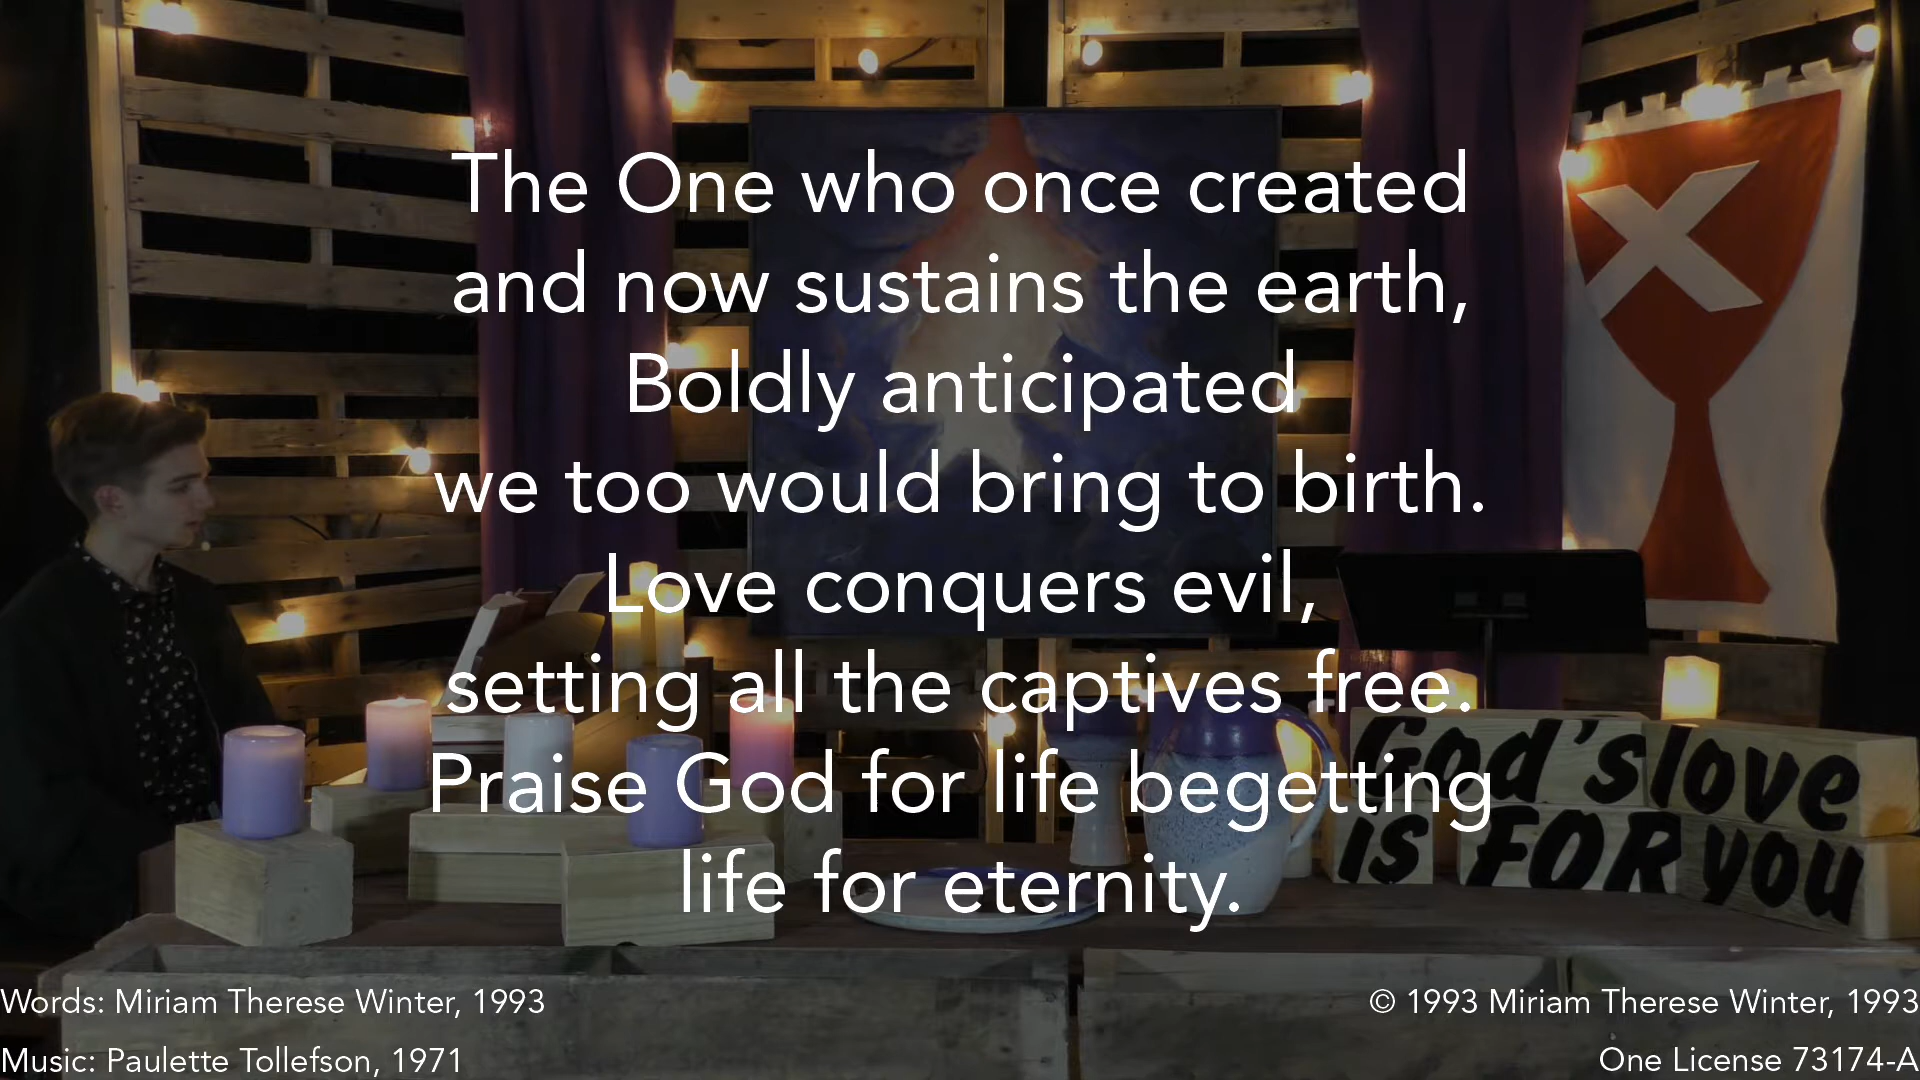 The One who once created
and now sustains the earth,
Boldly anticipated
we too would bring to birth.
Love conquers evil,
setting all the captives free.
Praise God for life begetting
life for eternity.
God's love
is FOR you
Words: Miriam Therese Winter, 1993
Music: Paulette Tollefson, 1971
© 1993 Miriam Therese Winter, 1993
One License 73174-A